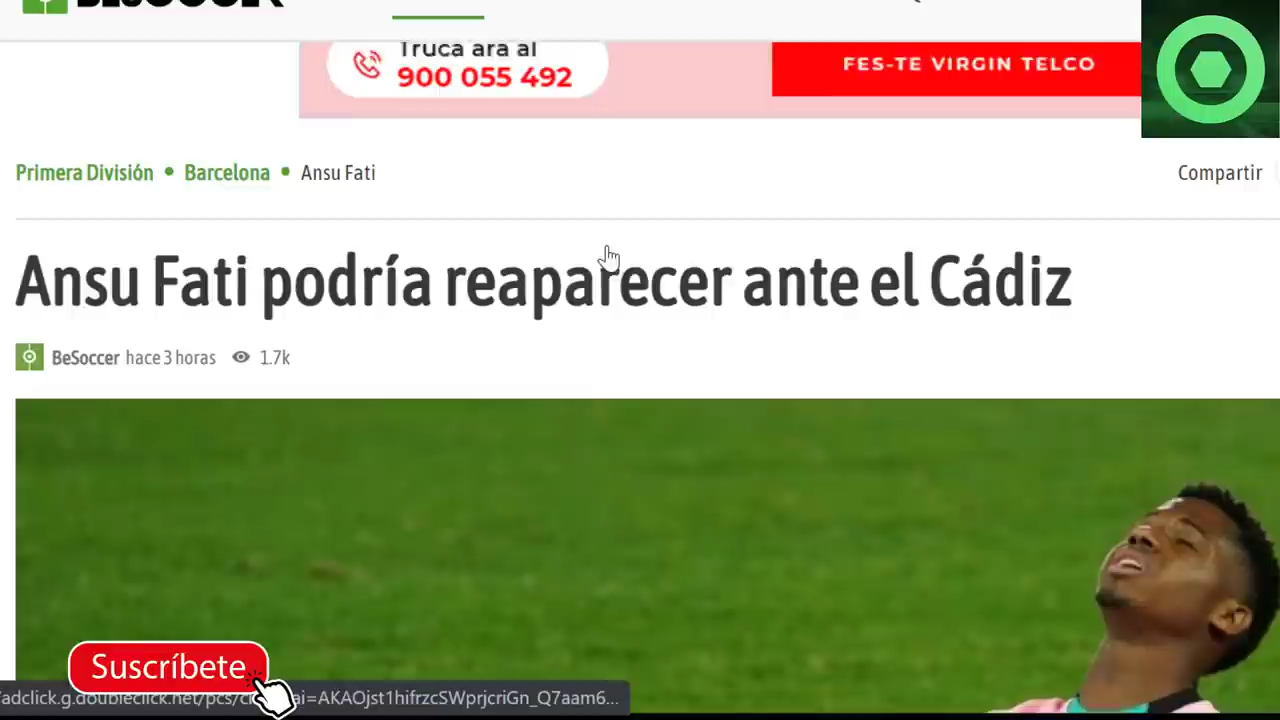 BeSoccer
Truca ara al
900 055 492
FES-TE VIRGIN TELCO
Primera División • Barcelona • Ansu Fati
Compartir
Ansu Fati podría reaparecer ante el Cádiz
BeSoccer hace 3 horas 1.7k
Suscríbete